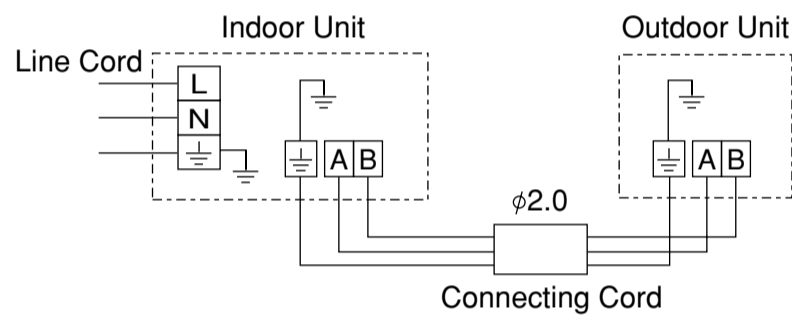 Indoor Unit
Outdoor Unit
Line Cord
L
N
A B
A B
ϕ2.0
Connecting Cord